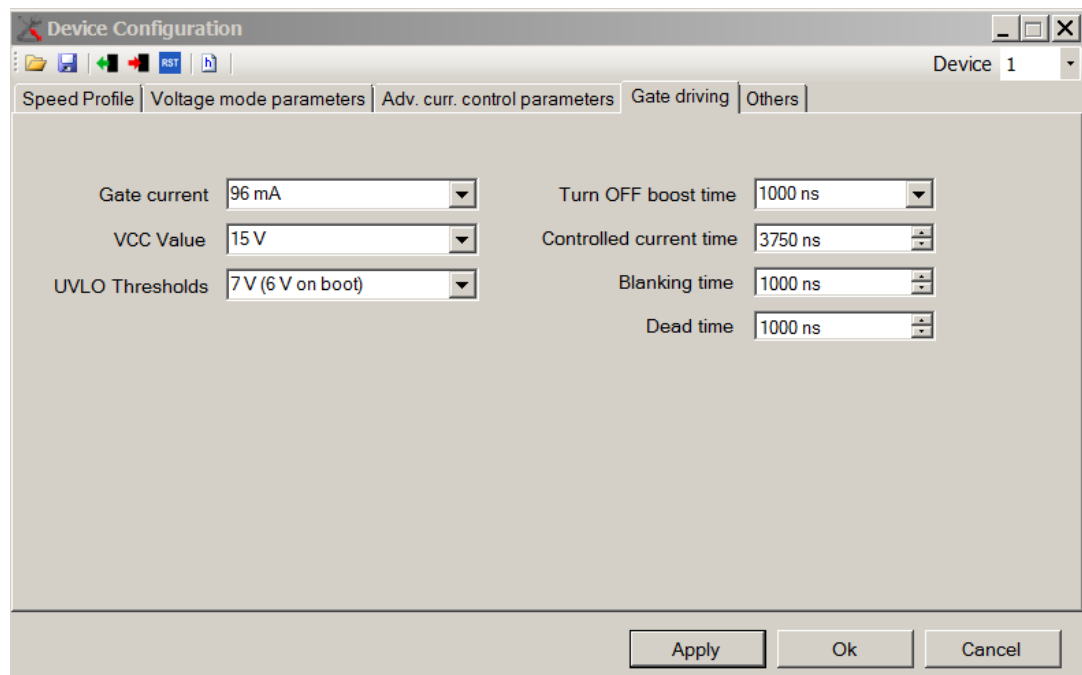 Device Configuration
RST h Device 1
Speed Profile Voltage mode parameters Adv. curr. control parameters Gate driving Others
Gate current 96 mA Turn OFF boost time 1000 ns
VCC Value 15 V Controlled current time 3750 ns
UVLO Thresholds 7 V (6 V on boot) Blanking time 1000 ns
Dead time 1000 ns
Apply Ok Cancel